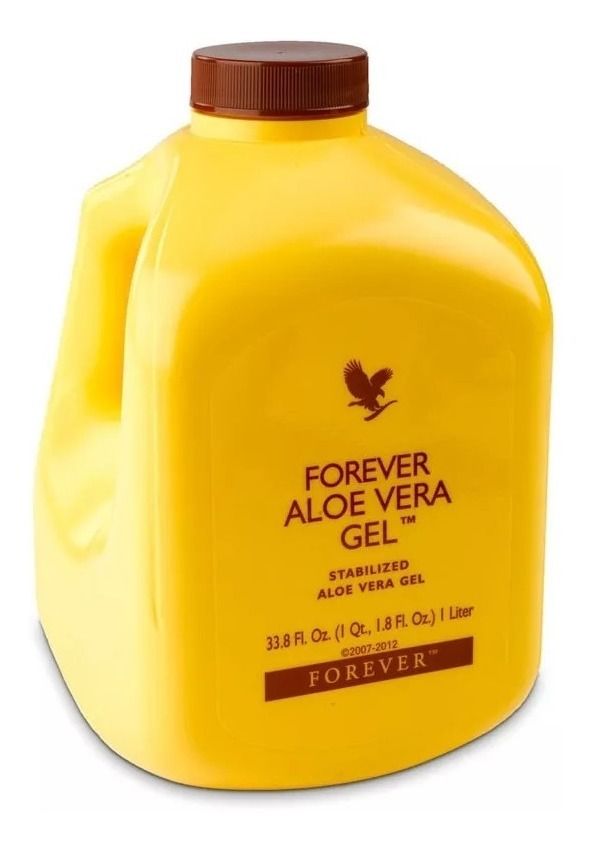 FOREVER
ALOE VERA
GEL™
STABILIZED
ALOE VERA GEL
33.8 Fl. Oz. (1 Qt., 1.8 Fl. Oz.) 1 Liter
©2007-2012
FOREVER™